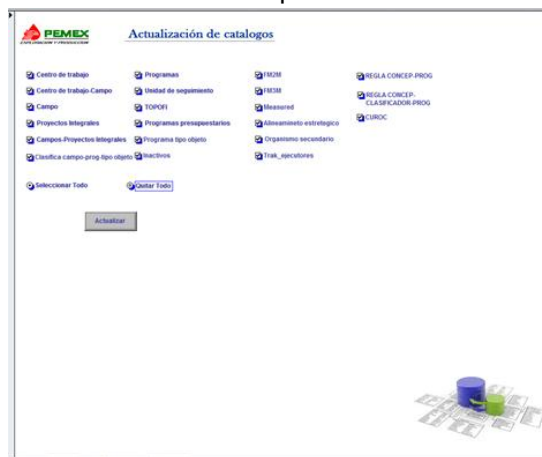 PEMEX
EXPLORACIÓN Y PRODUCCIÓN
Actualización de catalogos
Centro de trabajo
Programas
FM2M
REGLA CONCEP-PROG
Centro de trabajo-Campo
Unidad de seguimiento
FM3M
REGLA CONCEP-
CLASIFICADOR-PROG
Campo
TOPOFI
Measured
CUROC
Proyectos Integrales
Programas presupuestarios
Alineamineto estretegico
Campos-Proyectos Integrales
Programa tipo objeto
Organismo secundario
Clasifica campo-prog-tipo objeto
Inactivos
Trak_ejecutores
Seleccionar Todo
Quitar Todo
Actualizar